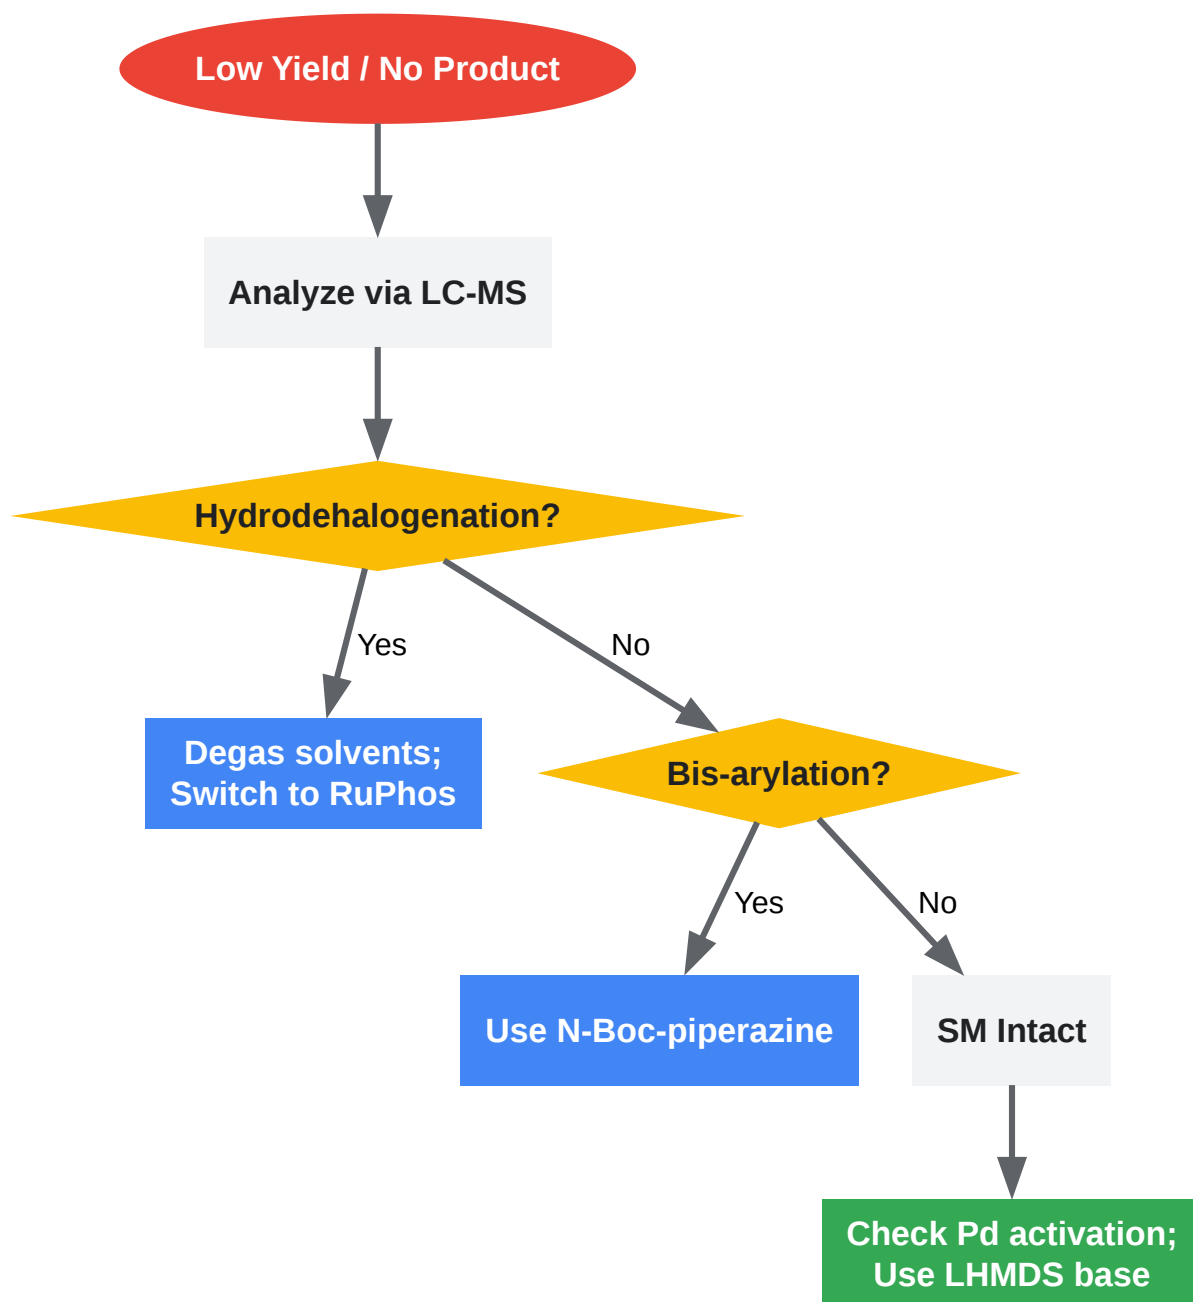 Low Yield / No Product
Analyze via LC-MS
Hydrodehalogenation?
Yes
No
Degas solvents;
Switch to RuPhos
Bis-arylation?
Yes
No
Use N-Boc-piperazine
SM Intact
Check Pd activation;
Use LHMDS base